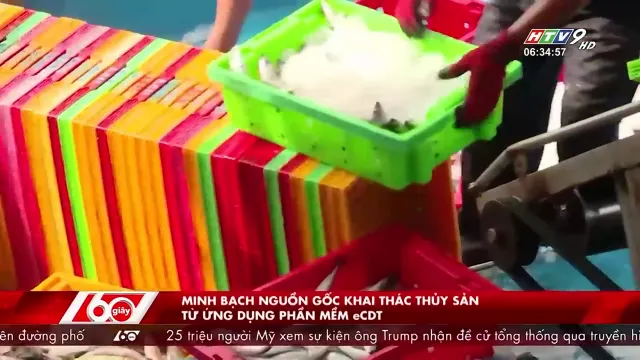 HTV9 HD
06:34:57
60 giây
MINH BẠCH NGUỒN GỐC KHAI THÁC THỦY SẢN
TỪ ỨNG DỤNG PHẦN MỀM eCDT
ên đường phố 60 giây 25 triệu người Mỹ xem sự kiện ông Trump nhận đề cử tổng thống qua truyền hì